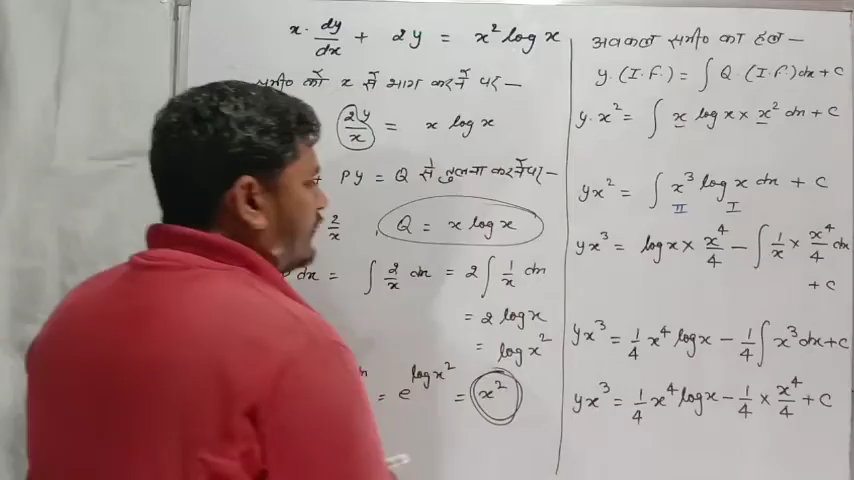 x. dy/dx + 2y = x² log x
समी० को x से भाग करने पर —
2y/x = x log x
+ Py = Q से तुलना करने पर —
2/x , Q = x log x
dx = ∫ 2/x dx = 2 ∫ 1/x dx
= 2 log x
= log x²
= e^(log x²) = x²
अवकल समी० का हल —
y. (I.F.) = ∫ Q. (I.F.) dx + C
y. x² = ∫ x log x × x² dx + C
yx² = ∫ x³ log x dx + C
II I
yx³ = log x × x⁴/4 − ∫ 1/x × x⁴/4 dx
+ C
yx³ = 1/4 x⁴ log x − 1/4 ∫ x³ dx + C
yx³ = 1/4 x⁴ log x − 1/4 × x⁴/4 + C